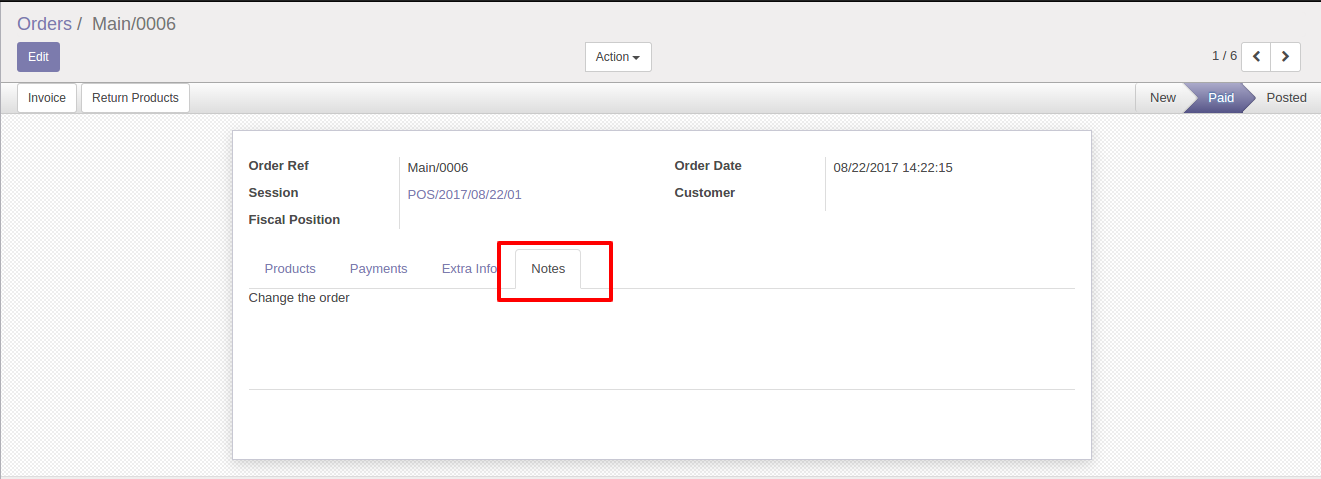 Orders / Main/0006
Edit
Action
1 / 6
Invoice
Return Products
New
Paid
Posted
Order Ref
Main/0006
Order Date
08/22/2017 14:22:15
Session
POS/2017/08/22/01
Customer
Fiscal Position
Products
Payments
Extra Info
Notes
Change the order